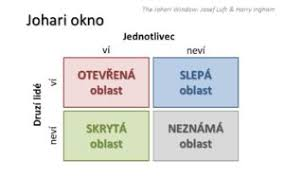 The Johari Window: Josef Luft & Harry Ingham
Johari okno
Jednotlivec
ví
neví
Druzí lidé
ví
OTEVŘENÁ
oblast
SLEPÁ
oblast
neví
SKRYTÁ
oblast
NEZNÁMÁ
oblast